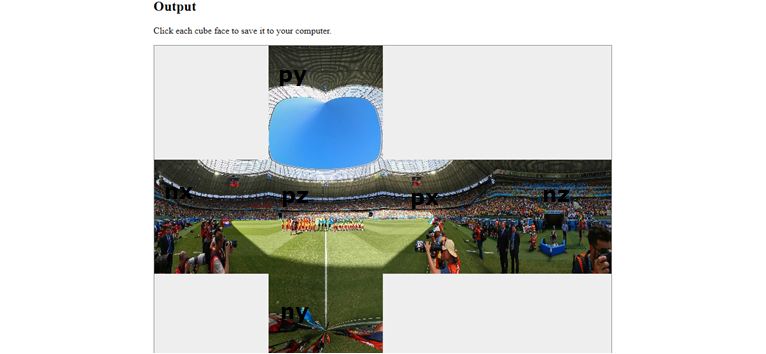 Output
Click each cube face to save it to your computer.
py
nx pz px nz
ny